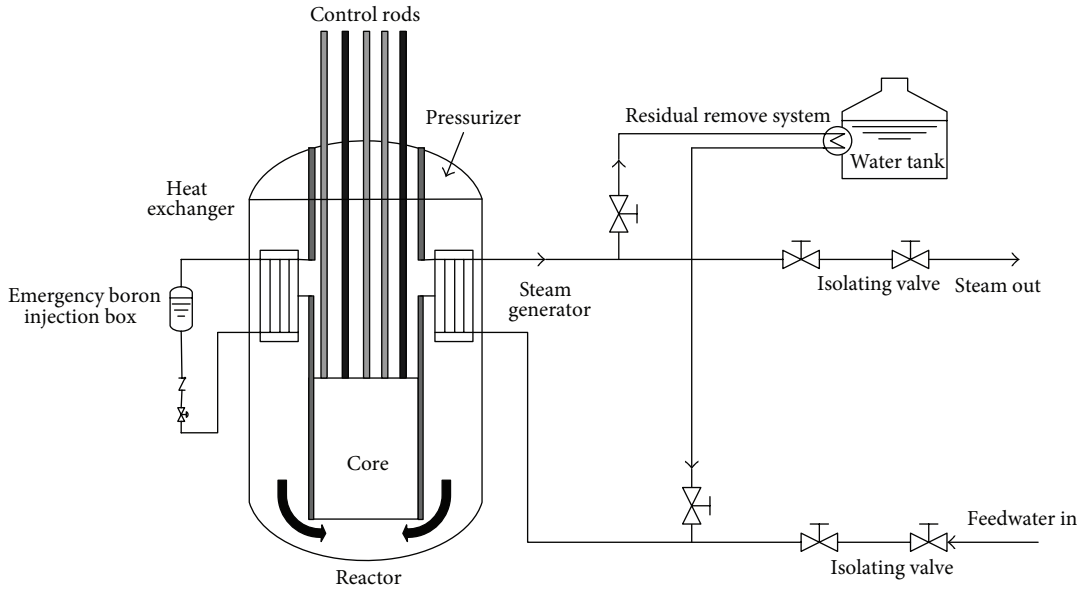 Control rods
Pressurizer
Residual remove system
Water tank
Heat
exchanger
Emergency boron
injection box
Steam
generator
Isolating valve
Steam out
Core
Feedwater in
Isolating valve
Reactor